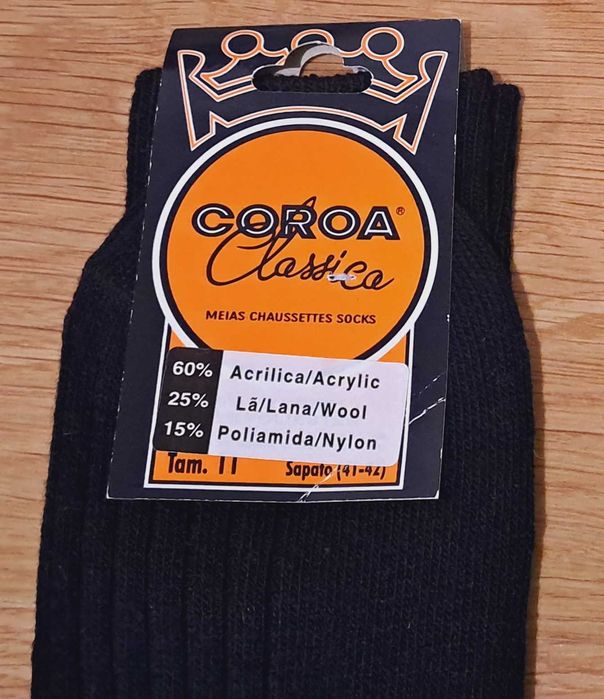 COROA®
Classica
MEIAS CHAUSSETTES SOCKS
60% Acrilica/Acrylic
25% Lã/Lana/Wool
15% Poliamida/Nylon
Tam. 11 Sapato (41-42)